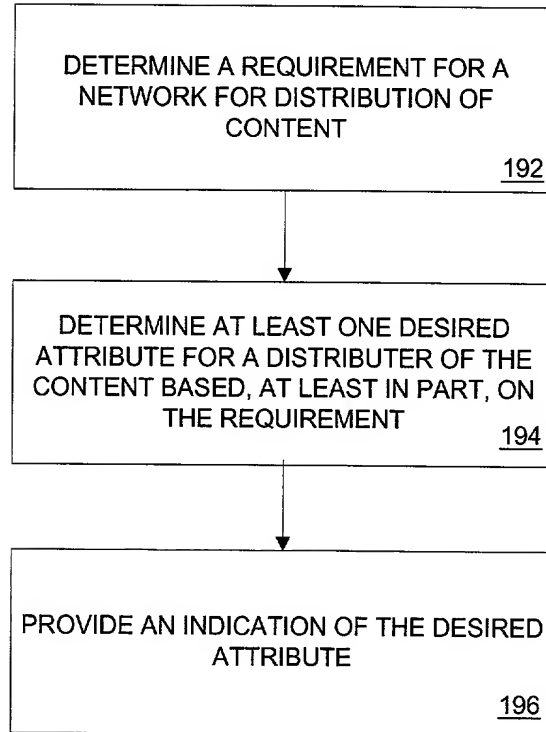 DETERMINE A REQUIREMENT FOR A
NETWORK FOR DISTRIBUTION OF
CONTENT
192
DETERMINE AT LEAST ONE DESIRED
ATTRIBUTE FOR A DISTRIBUTER OF THE
CONTENT BASED, AT LEAST IN PART, ON
THE REQUIREMENT
194
PROVIDE AN INDICATION OF THE DESIRED
ATTRIBUTE
196